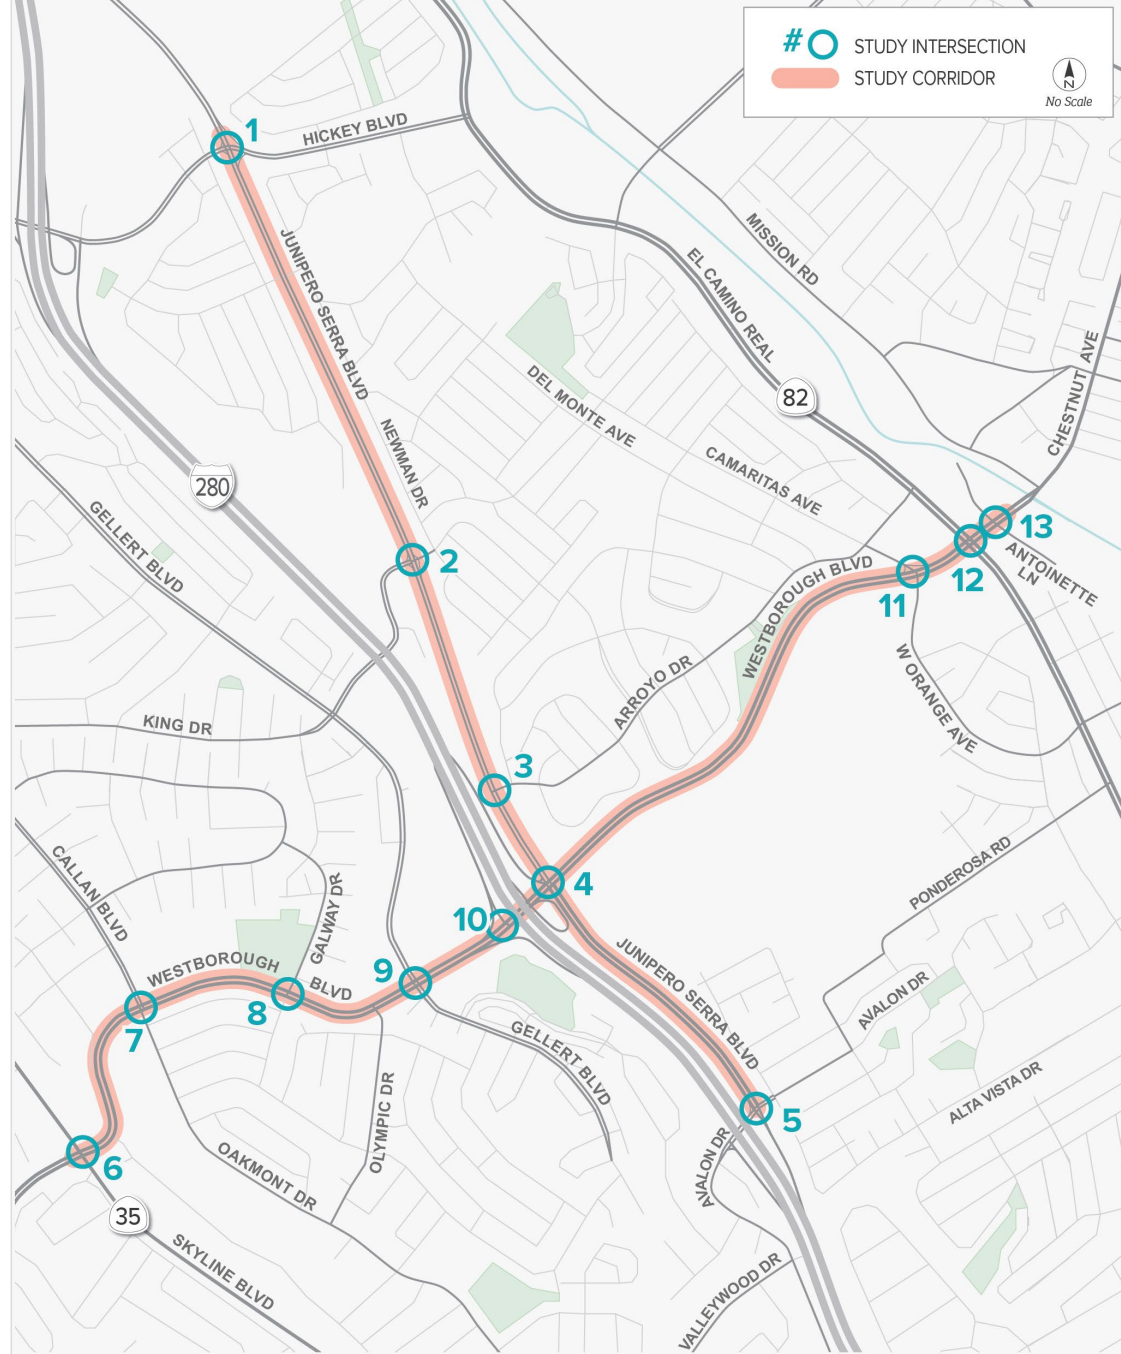 # STUDY INTERSECTION
STUDY CORRIDOR
N
No Scale
1
HICKEY BLVD
JUNIPERO SERRA BLVD
MISSION RD
EL CAMINO REAL
82
CHESTNUT AVE
DEL MONTE AVE
CAMARITAS AVE
NEWMAN DR
280
GELLERT BLVD
2
13
12
ANTOINETTE
LN
11
WESTBOROUGH BLVD
W ORANGE AVE
ARROYO DR
KING DR
3
4
10
PONDEROSA RD
CALLAN BLVD
GALWAY DR
WESTBOROUGH
BLVD
9
8
7
JUNIPERO SERRA BLVD
AVALON DR
GELLERT BLVD
ALTA VISTA DR
OLYMPIC DR
5
AVALON DR
6
OAKMONT DR
35
SKYLINE BLVD
VALLEYWOOD DR